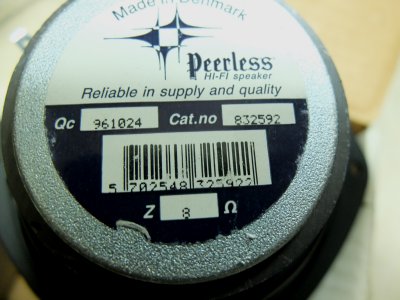 Made in Denmark
Peerless
HI-FI speaker
Reliable in supply and quality
Qc 961024 Cat.no 832592
5 702548 325922
Z 8 Ω